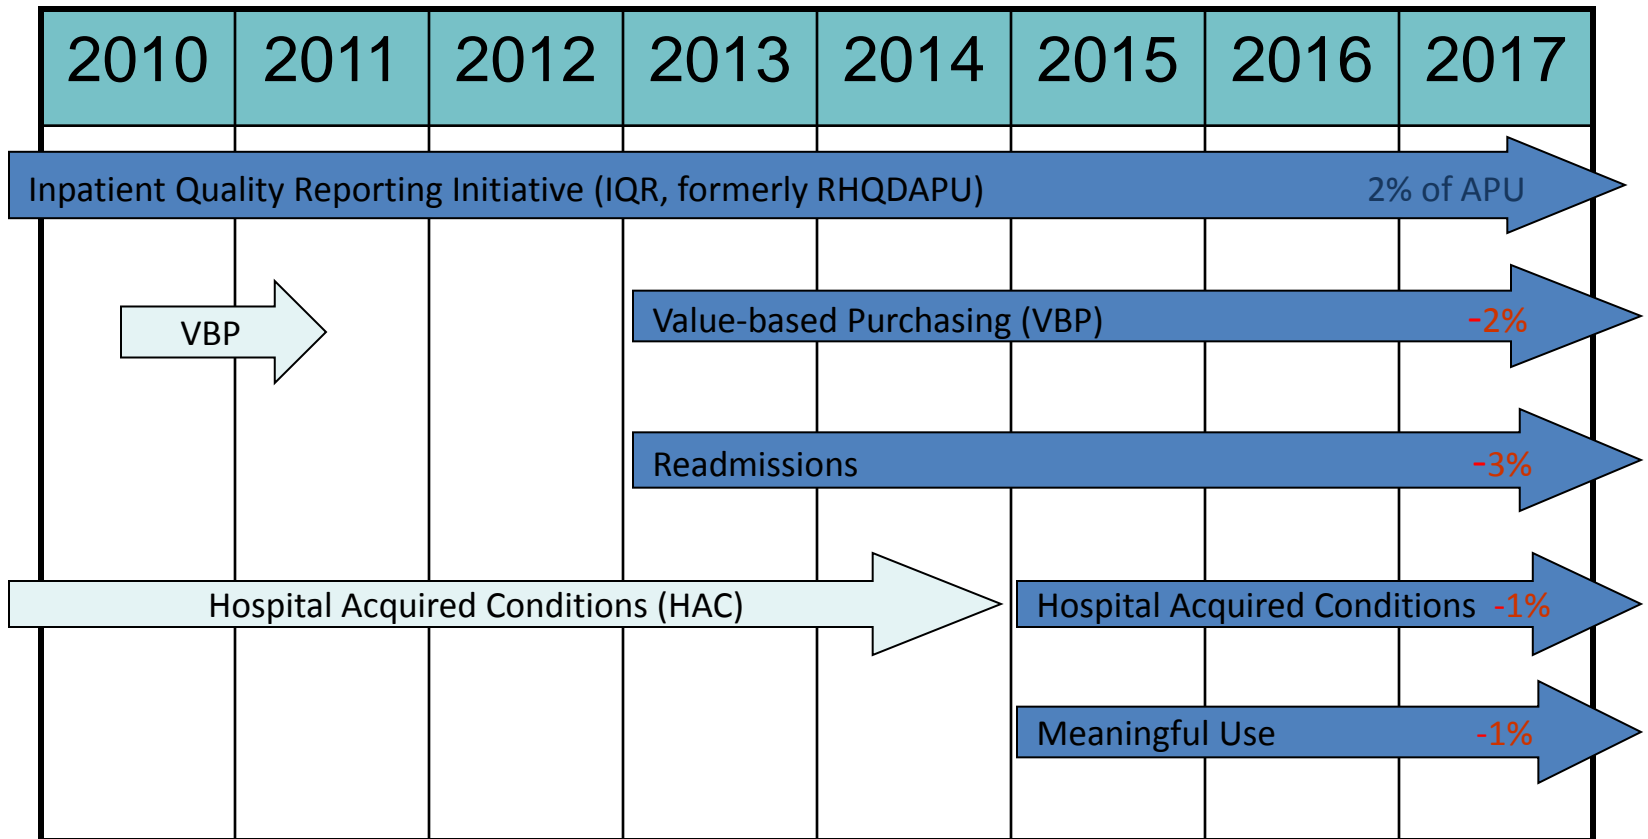 2010 2011 2012 2013 2014 2015 2016 2017
Inpatient Quality Reporting Initiative (IQR, formerly RHQDAPU) 2% of APU
VBP
Value-based Purchasing (VBP) -2%
Readmissions -3%
Hospital Acquired Conditions (HAC)
Hospital Acquired Conditions -1%
Meaningful Use -1%